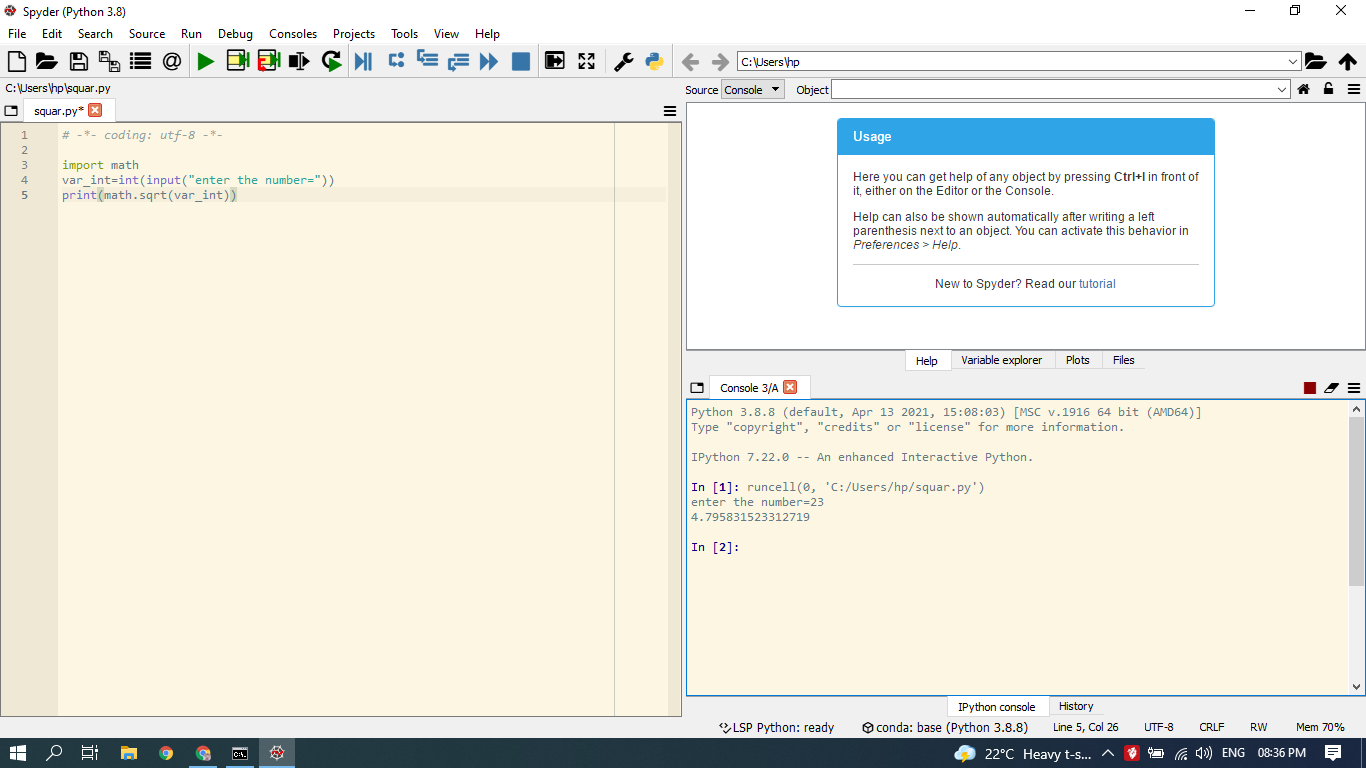 Spyder (Python 3.8)
File Edit Search Source Run Debug Consoles Projects Tools View Help
C:\Users\hp
C:\Users\hp\squar.py
squar.py*
1 # -*- coding: utf-8 -*-
2
3 import math
4 var_int=int(input("enter the number="))
5 print(math.sqrt(var_int))
Source Console Object
Usage
Here you can get help of any object by pressing Ctrl+I in front of
it, either on the Editor or the Console.
Help can also be shown automatically after writing a left
parenthesis next to an object. You can activate this behavior in
Preferences > Help.
New to Spyder? Read our tutorial
Help Variable explorer Plots Files
Console 3/A
Python 3.8.8 (default, Apr 13 2021, 15:08:03) [MSC v.1916 64 bit (AMD64)]
Type "copyright", "credits" or "license" for more information.
IPython 7.22.0 -- An enhanced Interactive Python.
In [1]: runcell(0, 'C:/Users/hp/squar.py')
enter the number=23
4.795831523312719
In [2]:
IPython console History
LSP Python: ready conda: base (Python 3.8.8) Line 5, Col 26 UTF-8 CRLF RW Mem 70%
22°C Heavy t-s... ENG 08:36 PM